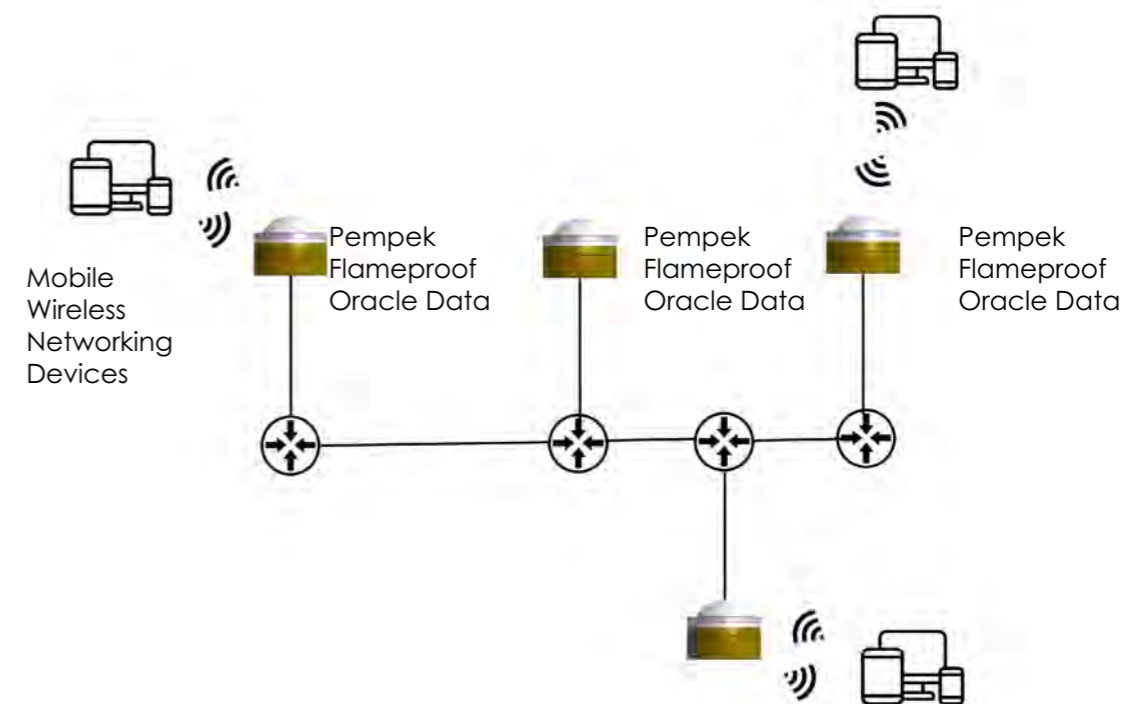 Pempek
Flameproof
Oracle Data
Pempek
Flameproof
Oracle Data
Pempek
Flameproof
Oracle Data
Mobile
Wireless
Networking
Devices